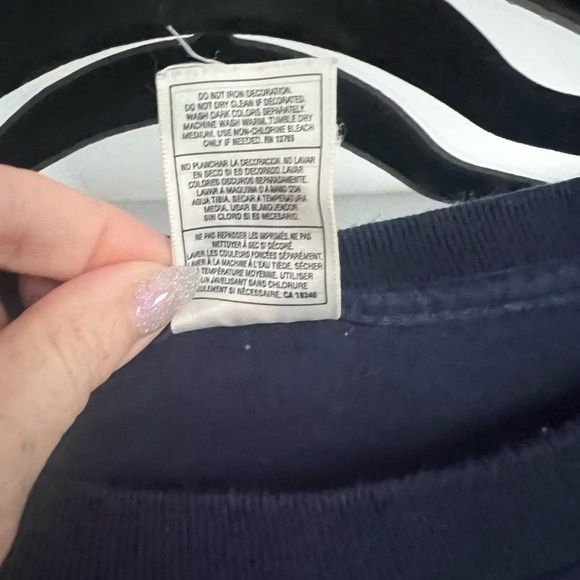 DO NOT IRON DECORATION.
DO NOT DRY CLEAN IF DECORATED.
WASH DARK COLORS SEPARATELY.
MACHINE WASH WARM, TUMBLE DRY
MEDIUM. USE NON-CHLORINE BLEACH
ONLY IF NEEDED. RN 13765
NO PLANCHAR LA DECORACION. NO LAVAR
EN SECO SI ES DECORADO. LAVAR
COLORES OSCUROS SEPARADAMENTE.
LAVAR A MAQUINA O A MANO CON
AGUA TIBIA. SECAR A TEMPERATURA
MEDIA. USAR BLANQUEADOR
SIN CLORO SI ES NECESARIO.
NE PAS REPASSER LES IMPRIMÉS. NE PAS
NETTOYER À SEC SI DÉCORÉ.
LAVER LES COULEURS FONCÉES SÉPARÉMENT.
LAVER À LA MACHINE À L'EAU TIÈDE. SÉCHER
TEMPÉRATURE MOYENNE. UTILISER
UN JAVELISANT SANS CHLORURE
SEULEMENT SI NÉCESSAIRE. CA 18346